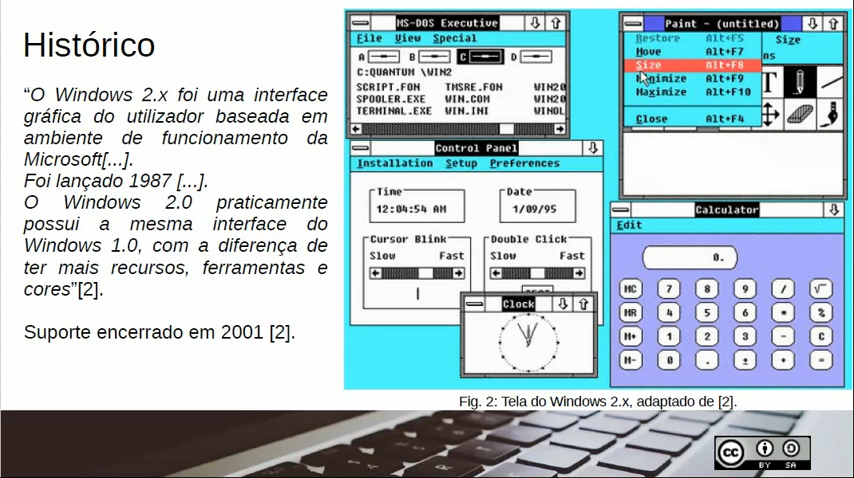 Histórico
“O Windows 2.x foi uma interface
gráfica do utilizador baseada em
ambiente de funcionamento da
Microsoft[...].
Foi lançado 1987 [...].
O Windows 2.0 praticamente
possui a mesma interface do
Windows 1.0, com a diferença de
ter mais recursos, ferramentas e
cores”[2].
Suporte encerrado em 2001 [2].
MS-DOS Executive
File View Special
A B C D
C:QUANTUM \WIN2
SCRIPT.FON TMSRE.FON WIN20
SPOOLER.EXE WIN.COM WIN20
TERMINAL.EXE WIN.INI WINOL
Paint - (untitled)
Restore Alt+F5
Move Alt+F7
Size Alt+F8
Minimize Alt+F9
Maximize Alt+F10
Close Alt+F4
Size
ns
T
Control Panel
Installation Setup Preferences
Time Date
12:04:54 AM 1/09/95
Cursor Blink Double Click
Slow Fast Slow Fast
Clock
Calculator
Edit
0.
MC 7 8 9 / √
MR 4 5 6 * %
M+ 1 2 3 - C
M- 0 . ± + =
Fig. 2: Tela do Windows 2.x, adaptado de [2].
cc BY SA